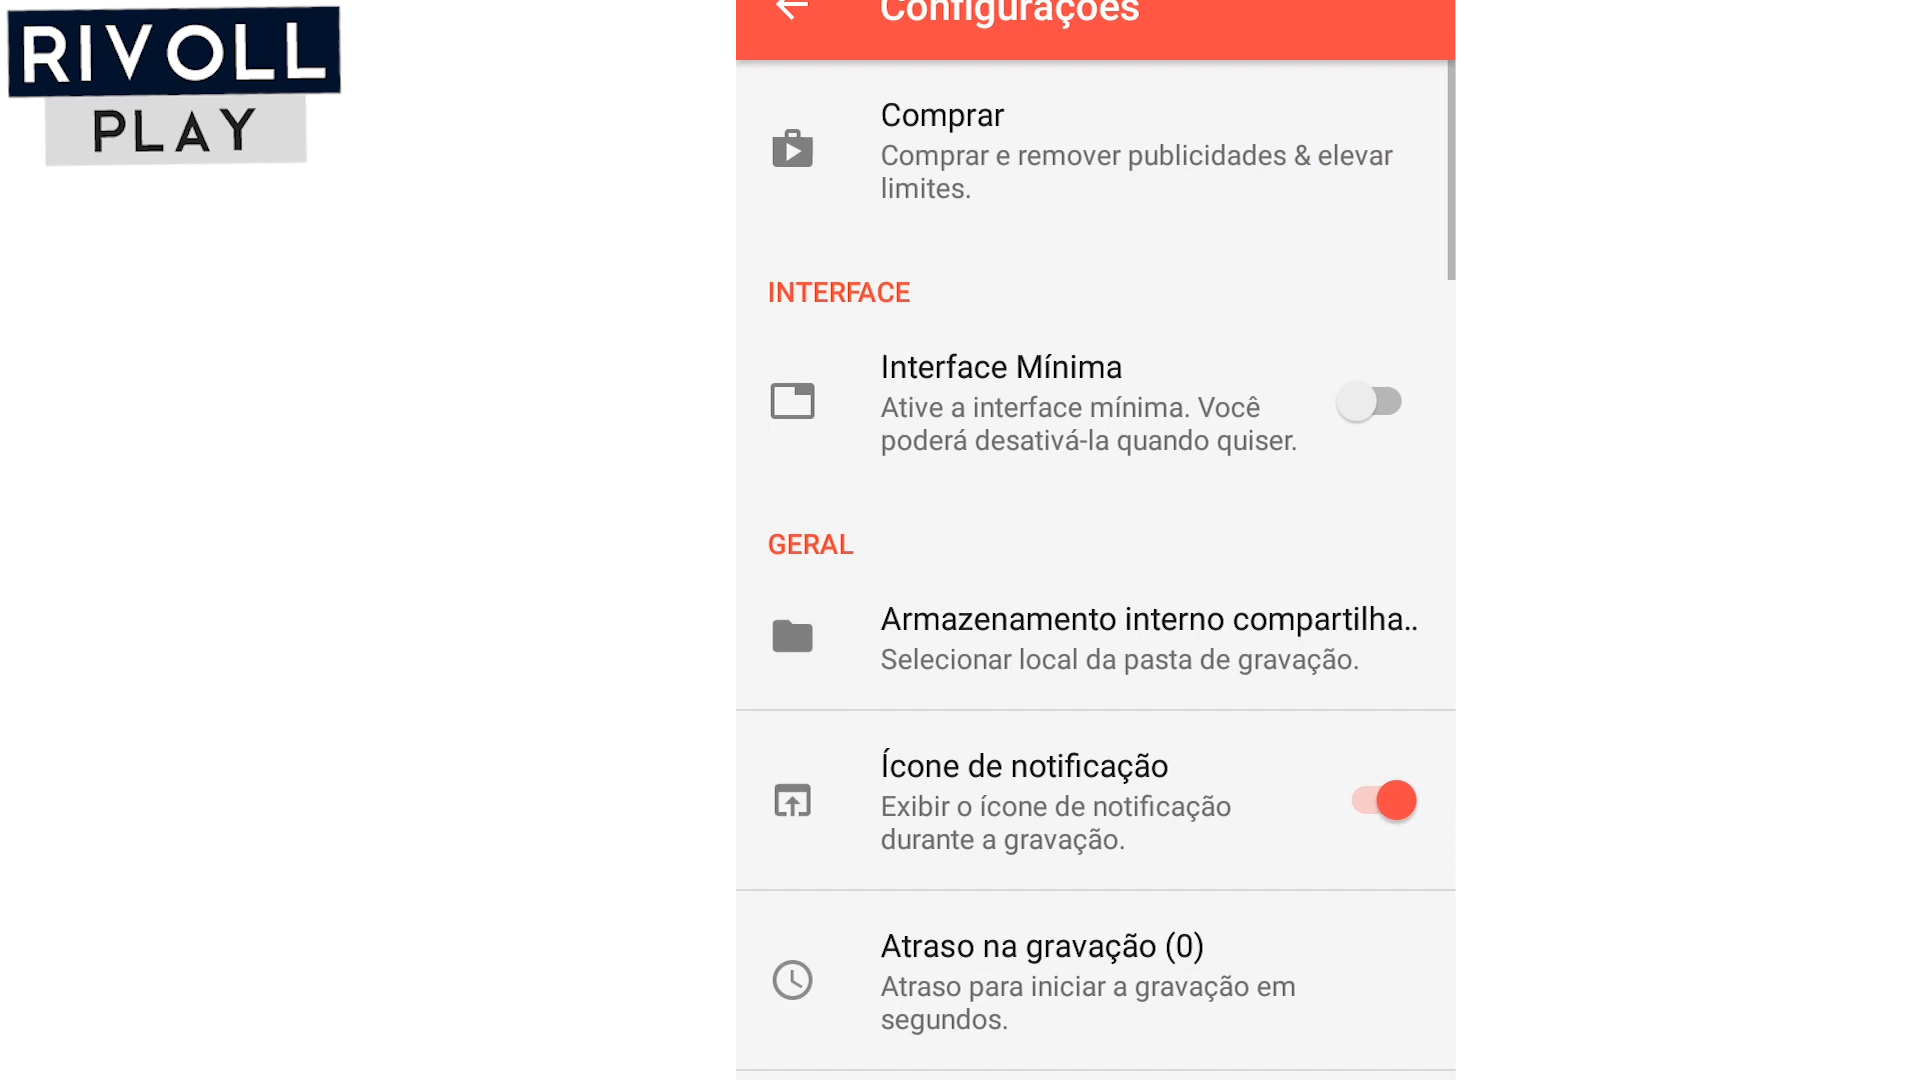 RIVOLL
PLAY
Configurações
Comprar
Comprar e remover publicidades & elevar
limites.
INTERFACE
Interface Mínima
Ative a interface mínima. Você
poderá desativá-la quando quiser.
GERAL
Armazenamento interno compartilha..
Selecionar local da pasta de gravação.
Ícone de notificação
Exibir o ícone de notificação
durante a gravação.
Atraso na gravação (0)
Atraso para iniciar a gravação em
segundos.